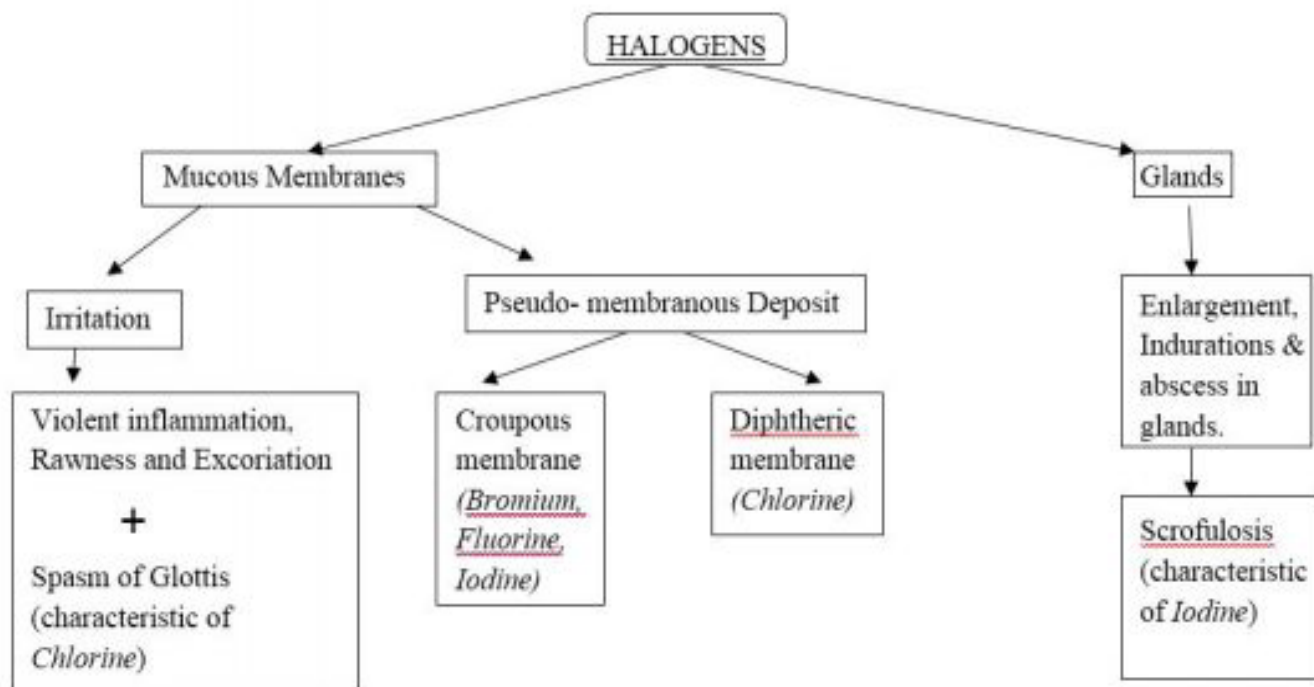 HALOGENS
Mucous Membranes
Glands
Irritation
Pseudo- membranous Deposit
Enlargement,
Indurations &
abscess in
glands.
Violent inflammation,
Rawness and Excoriation
+
Spasm of Glottis
(characteristic of
Chlorine)
Croupous
membrane
(Bromium,
Fluorine,
Iodine)
Diphtheric
membrane
(Chlorine)
Scrofulosis
(characteristic
of Iodine)